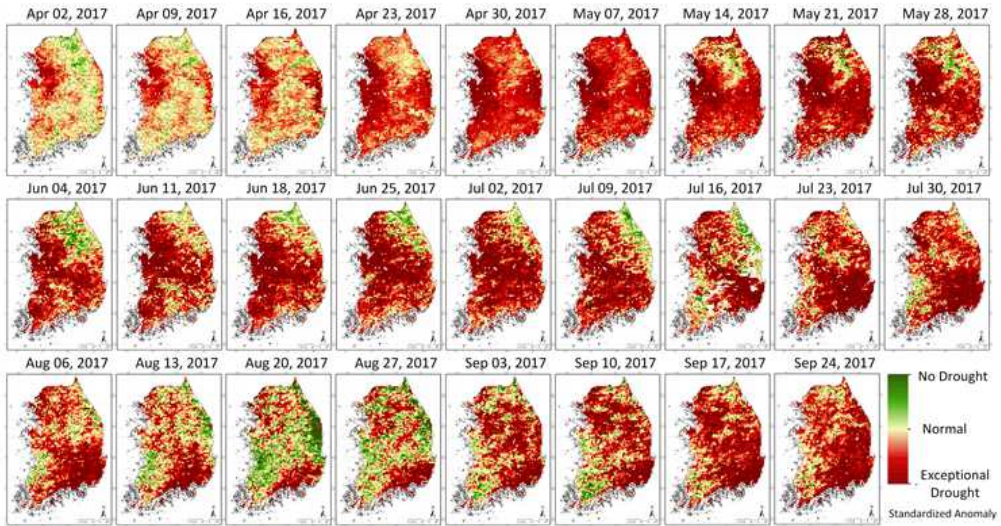 Apr 02, 2017 Apr 09, 2017 Apr 16, 2017 Apr 23, 2017 Apr 30, 2017 May 07, 2017 May 14, 2017 May 21, 2017 May 28, 2017
Jun 04, 2017 Jun 11, 2017 Jun 18, 2017 Jun 25, 2017 Jul 02, 2017 Jul 09, 2017 Jul 16, 2017 Jul 23, 2017 Jul 30, 2017
Aug 06, 2017 Aug 13, 2017 Aug 20, 2017 Aug 27, 2017 Sep 03, 2017 Sep 10, 2017 Sep 17, 2017 Sep 24, 2017
No Drought
Normal
Exceptional
Drought
Standardized Anomaly